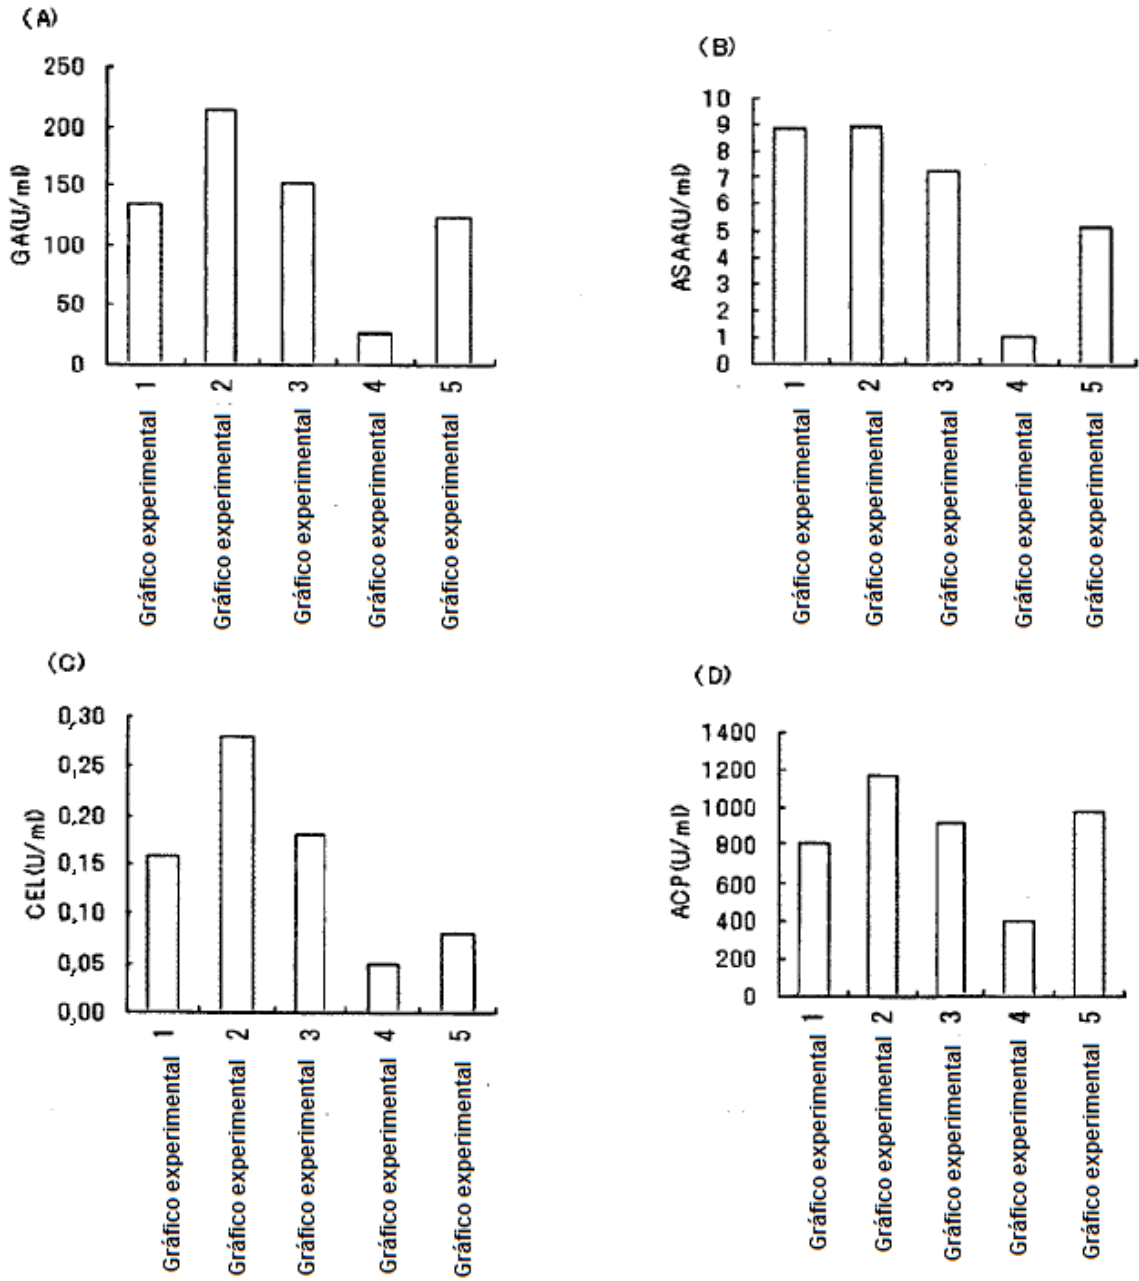 (A)
GA(U/ml)
250
200
150
100
50
0
Gráfico experimental 1
Gráfico experimental 2
Gráfico experimental 3
Gráfico experimental 4
Gráfico experimental 5
(B)
ASAA(U/ml)
10
9
8
7
6
5
4
3
2
1
0
Gráfico experimental 1
Gráfico experimental 2
Gráfico experimental 3
Gráfico experimental 4
Gráfico experimental 5
(C)
CEL(U/ml)
0,30
0,25
0,20
0,15
0,10
0,05
0,00
Gráfico experimental 1
Gráfico experimental 2
Gráfico experimental 3
Gráfico experimental 4
Gráfico experimental 5
(D)
ACP(U/ml)
1400
1200
1000
800
600
400
200
0
Gráfico experimental 1
Gráfico experimental 2
Gráfico experimental 3
Gráfico experimental 4
Gráfico experimental 5